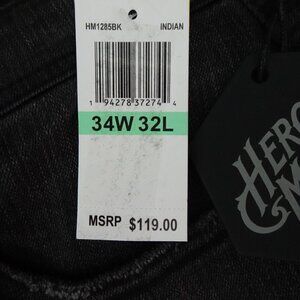 HM1285BK INDIAN
1 94278 37274 4
34W 32L
MSRP $119.00